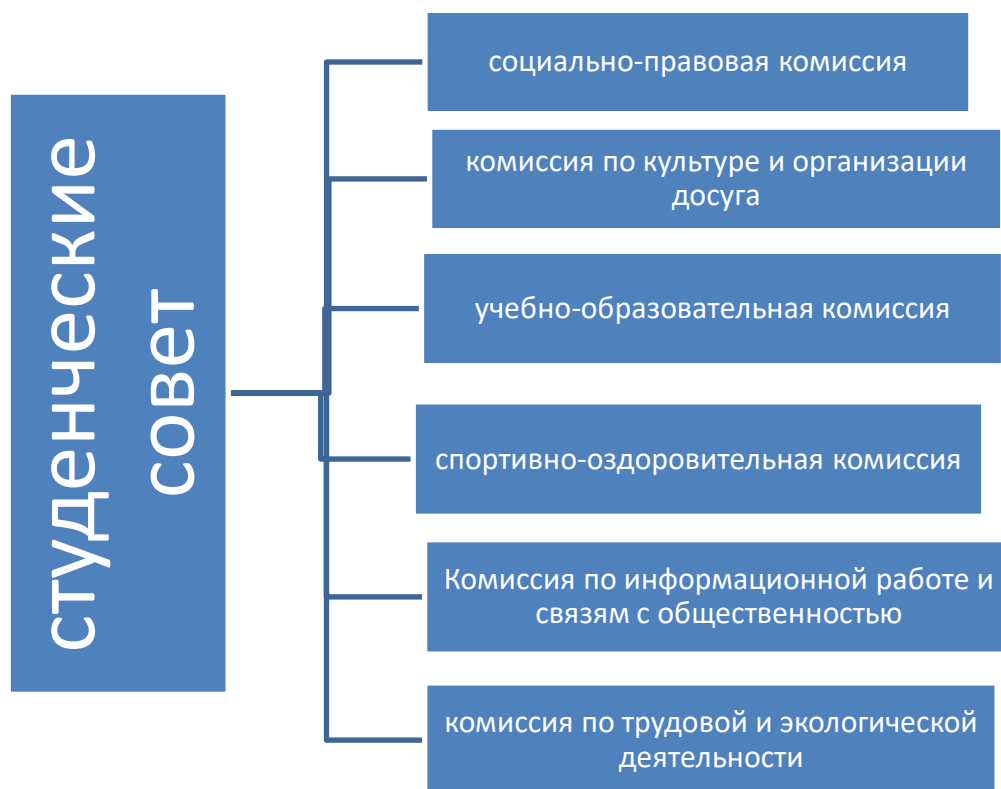 студенческие
совет
социально-правовая комиссия
комиссия по культуре и организации
досуга
учебно-образовательная комиссия
спортивно-оздоровительная комиссия
Комиссия по информационной работе и
связям с общественностью
комиссия по трудовой и экологической
деятельности